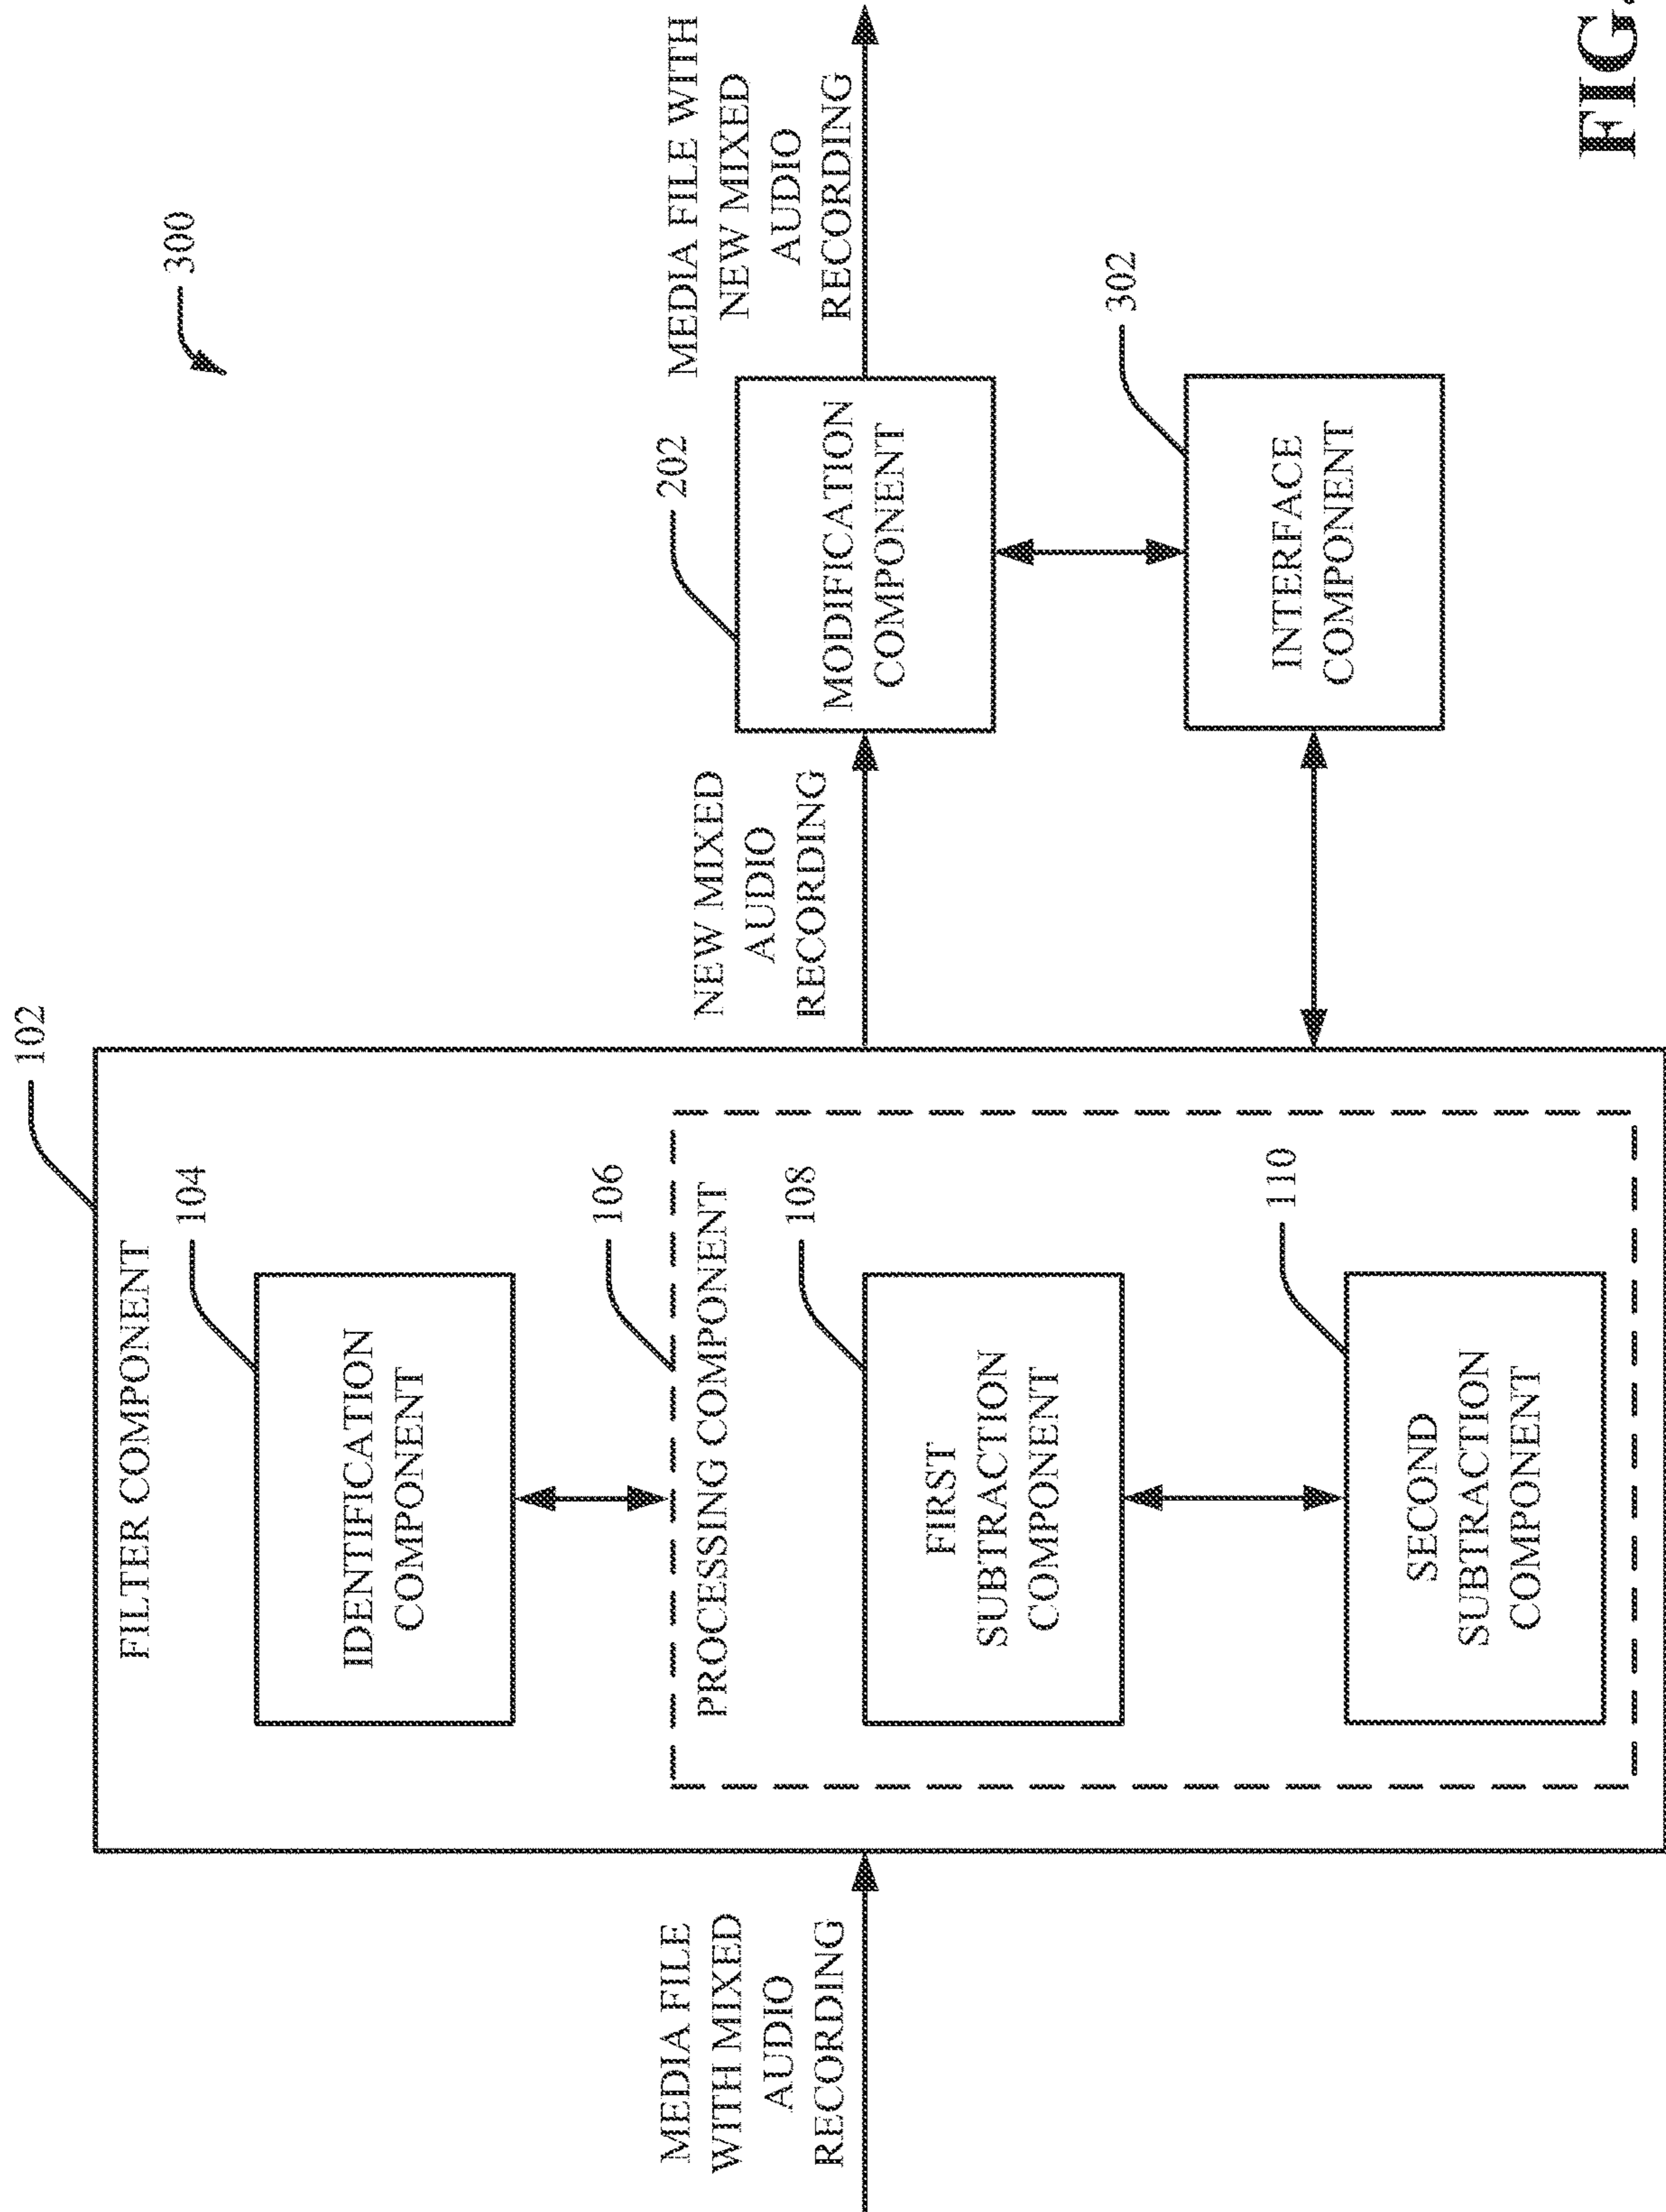 300
102
FILTER COMPONENT
104
IDENTIFICATION
COMPONENT
106
PROCESSING COMPONENT
108
FIRST
SUBTRACTION
COMPONENT
110
SECOND
SUBTRACTION
COMPONENT
MEDIA FILE
WITH MIXED
AUDIO
RECORDING
NEW MIXED
AUDIO
RECORDING
202
MODIFICATION
COMPONENT
MEDIA FILE WITH
NEW MIXED
AUDIO
RECORDING
302
INTERFACE
COMPONENT
FIG.